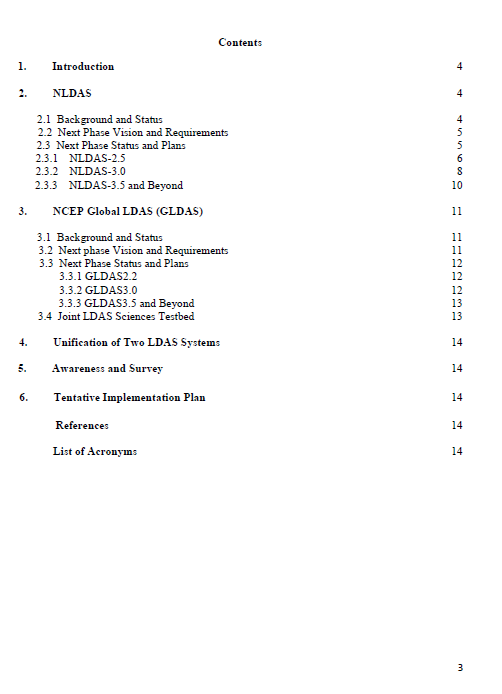 Contents
1. Introduction 4
2. NLDAS 4
2.1 Background and Status 4
2.2 Next Phase Vision and Requirements 5
2.3 Next Phase Status and Plans 5
2.3.1 NLDAS-2.5 6
2.3.2 NLDAS-3.0 8
2.3.3 NLDAS-3.5 and Beyond 10
3. NCEP Global LDAS (GLDAS) 11
3.1 Background and Status 11
3.2 Next phase Vision and Requirements 11
3.3 Next Phase Status and Plans 12
3.3.1 GLDAS2.2 12
3.3.2 GLDAS3.0 12
3.3.3 GLDAS3.5 and Beyond 13
3.4 Joint LDAS Sciences Testbed 13
4. Unification of Two LDAS Systems 14
5. Awareness and Survey 14
6. Tentative Implementation Plan 14
References 14
List of Acronyms 14
3